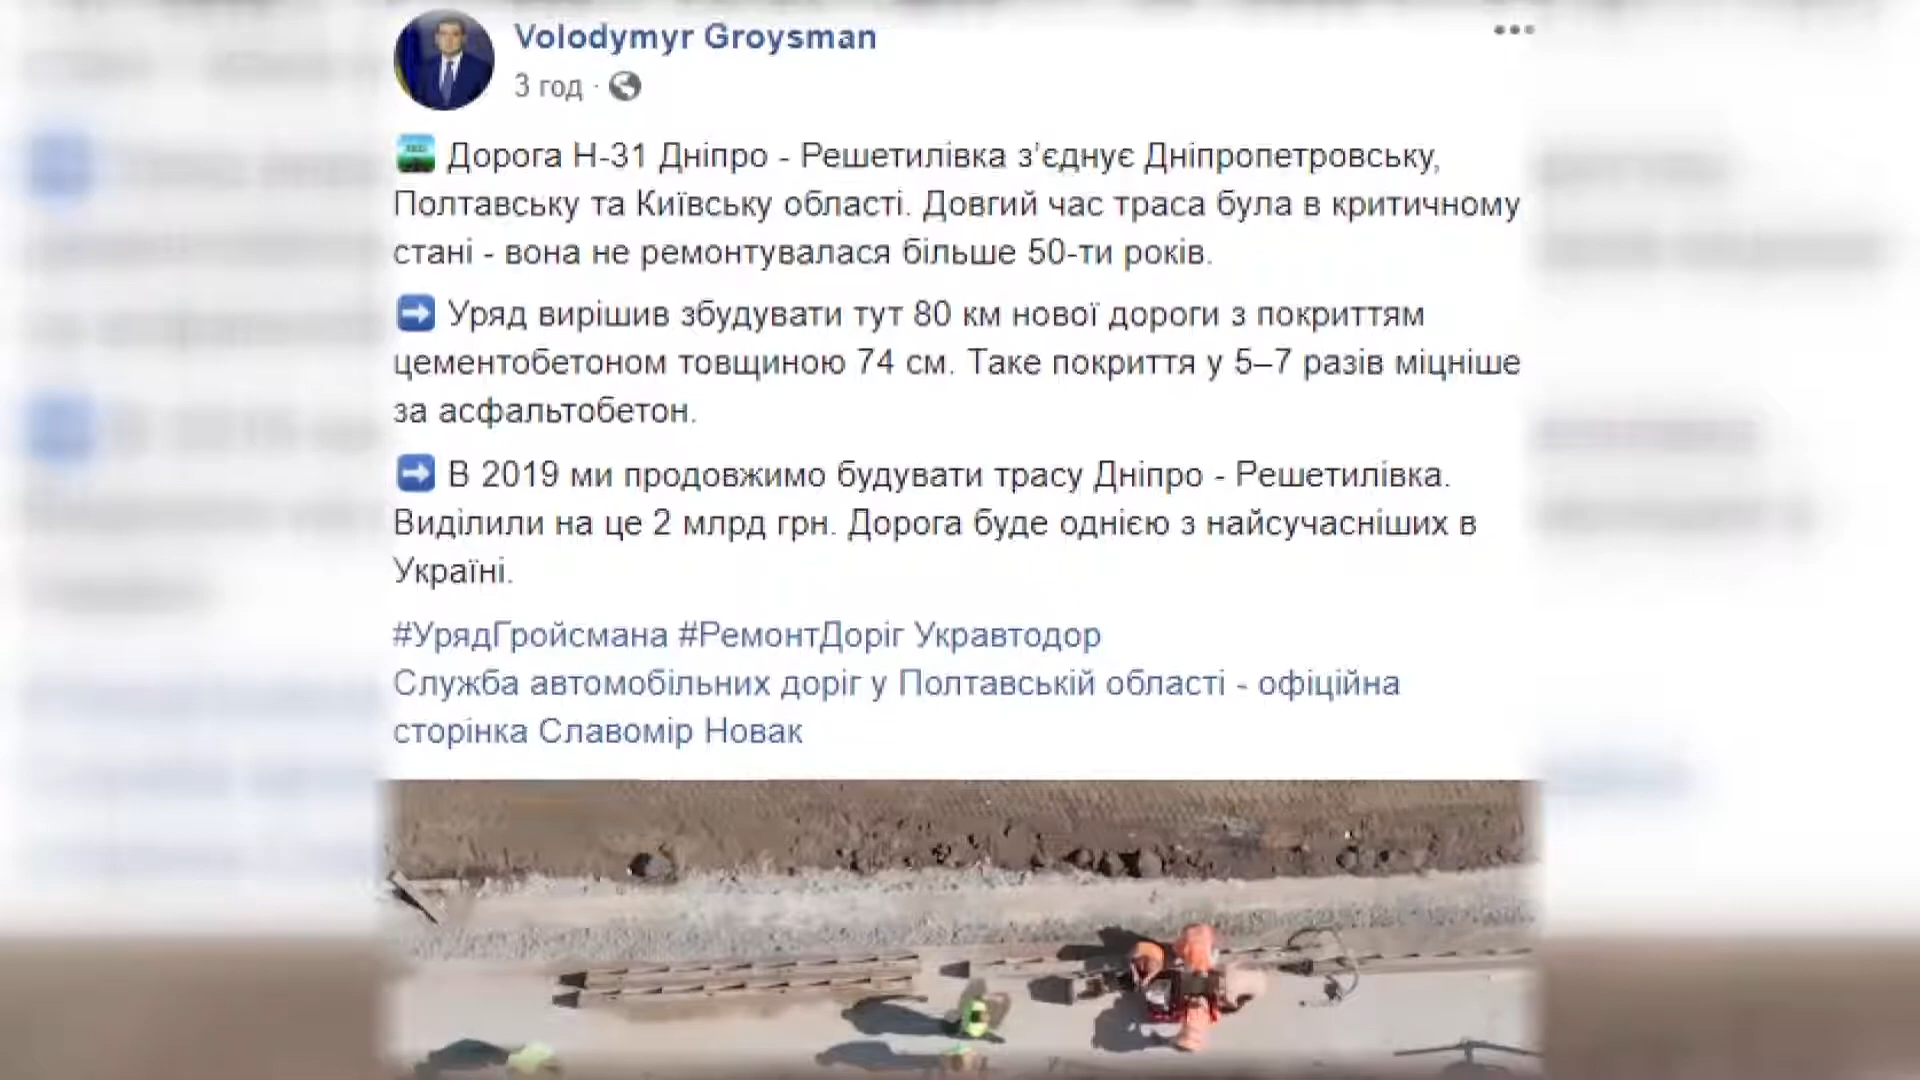 Volodymyr Groysman
3 год ·
Дорога Н-31 Дніпро - Решетилівка з’єднує Дніпропетровську,
Полтавську та Київську області. Довгий час траса була в критичному
стані - вона не ремонтувалася більше 50-ти років.
Уряд вирішив збудувати тут 80 км нової дороги з покриттям
цементобетоном товщиною 74 см. Таке покриття у 5–7 разів міцніше
за асфальтобетон.
В 2019 ми продовжимо будувати трасу Дніпро - Решетилівка.
Виділили на це 2 млрд грн. Дорога буде однією з найсучасніших в
Україні.
#УрядГройсмана #РемонтДоріг Укравтодор
Служба автомобільних доріг у Полтавській області - офіційна
сторінка Славомір Новак